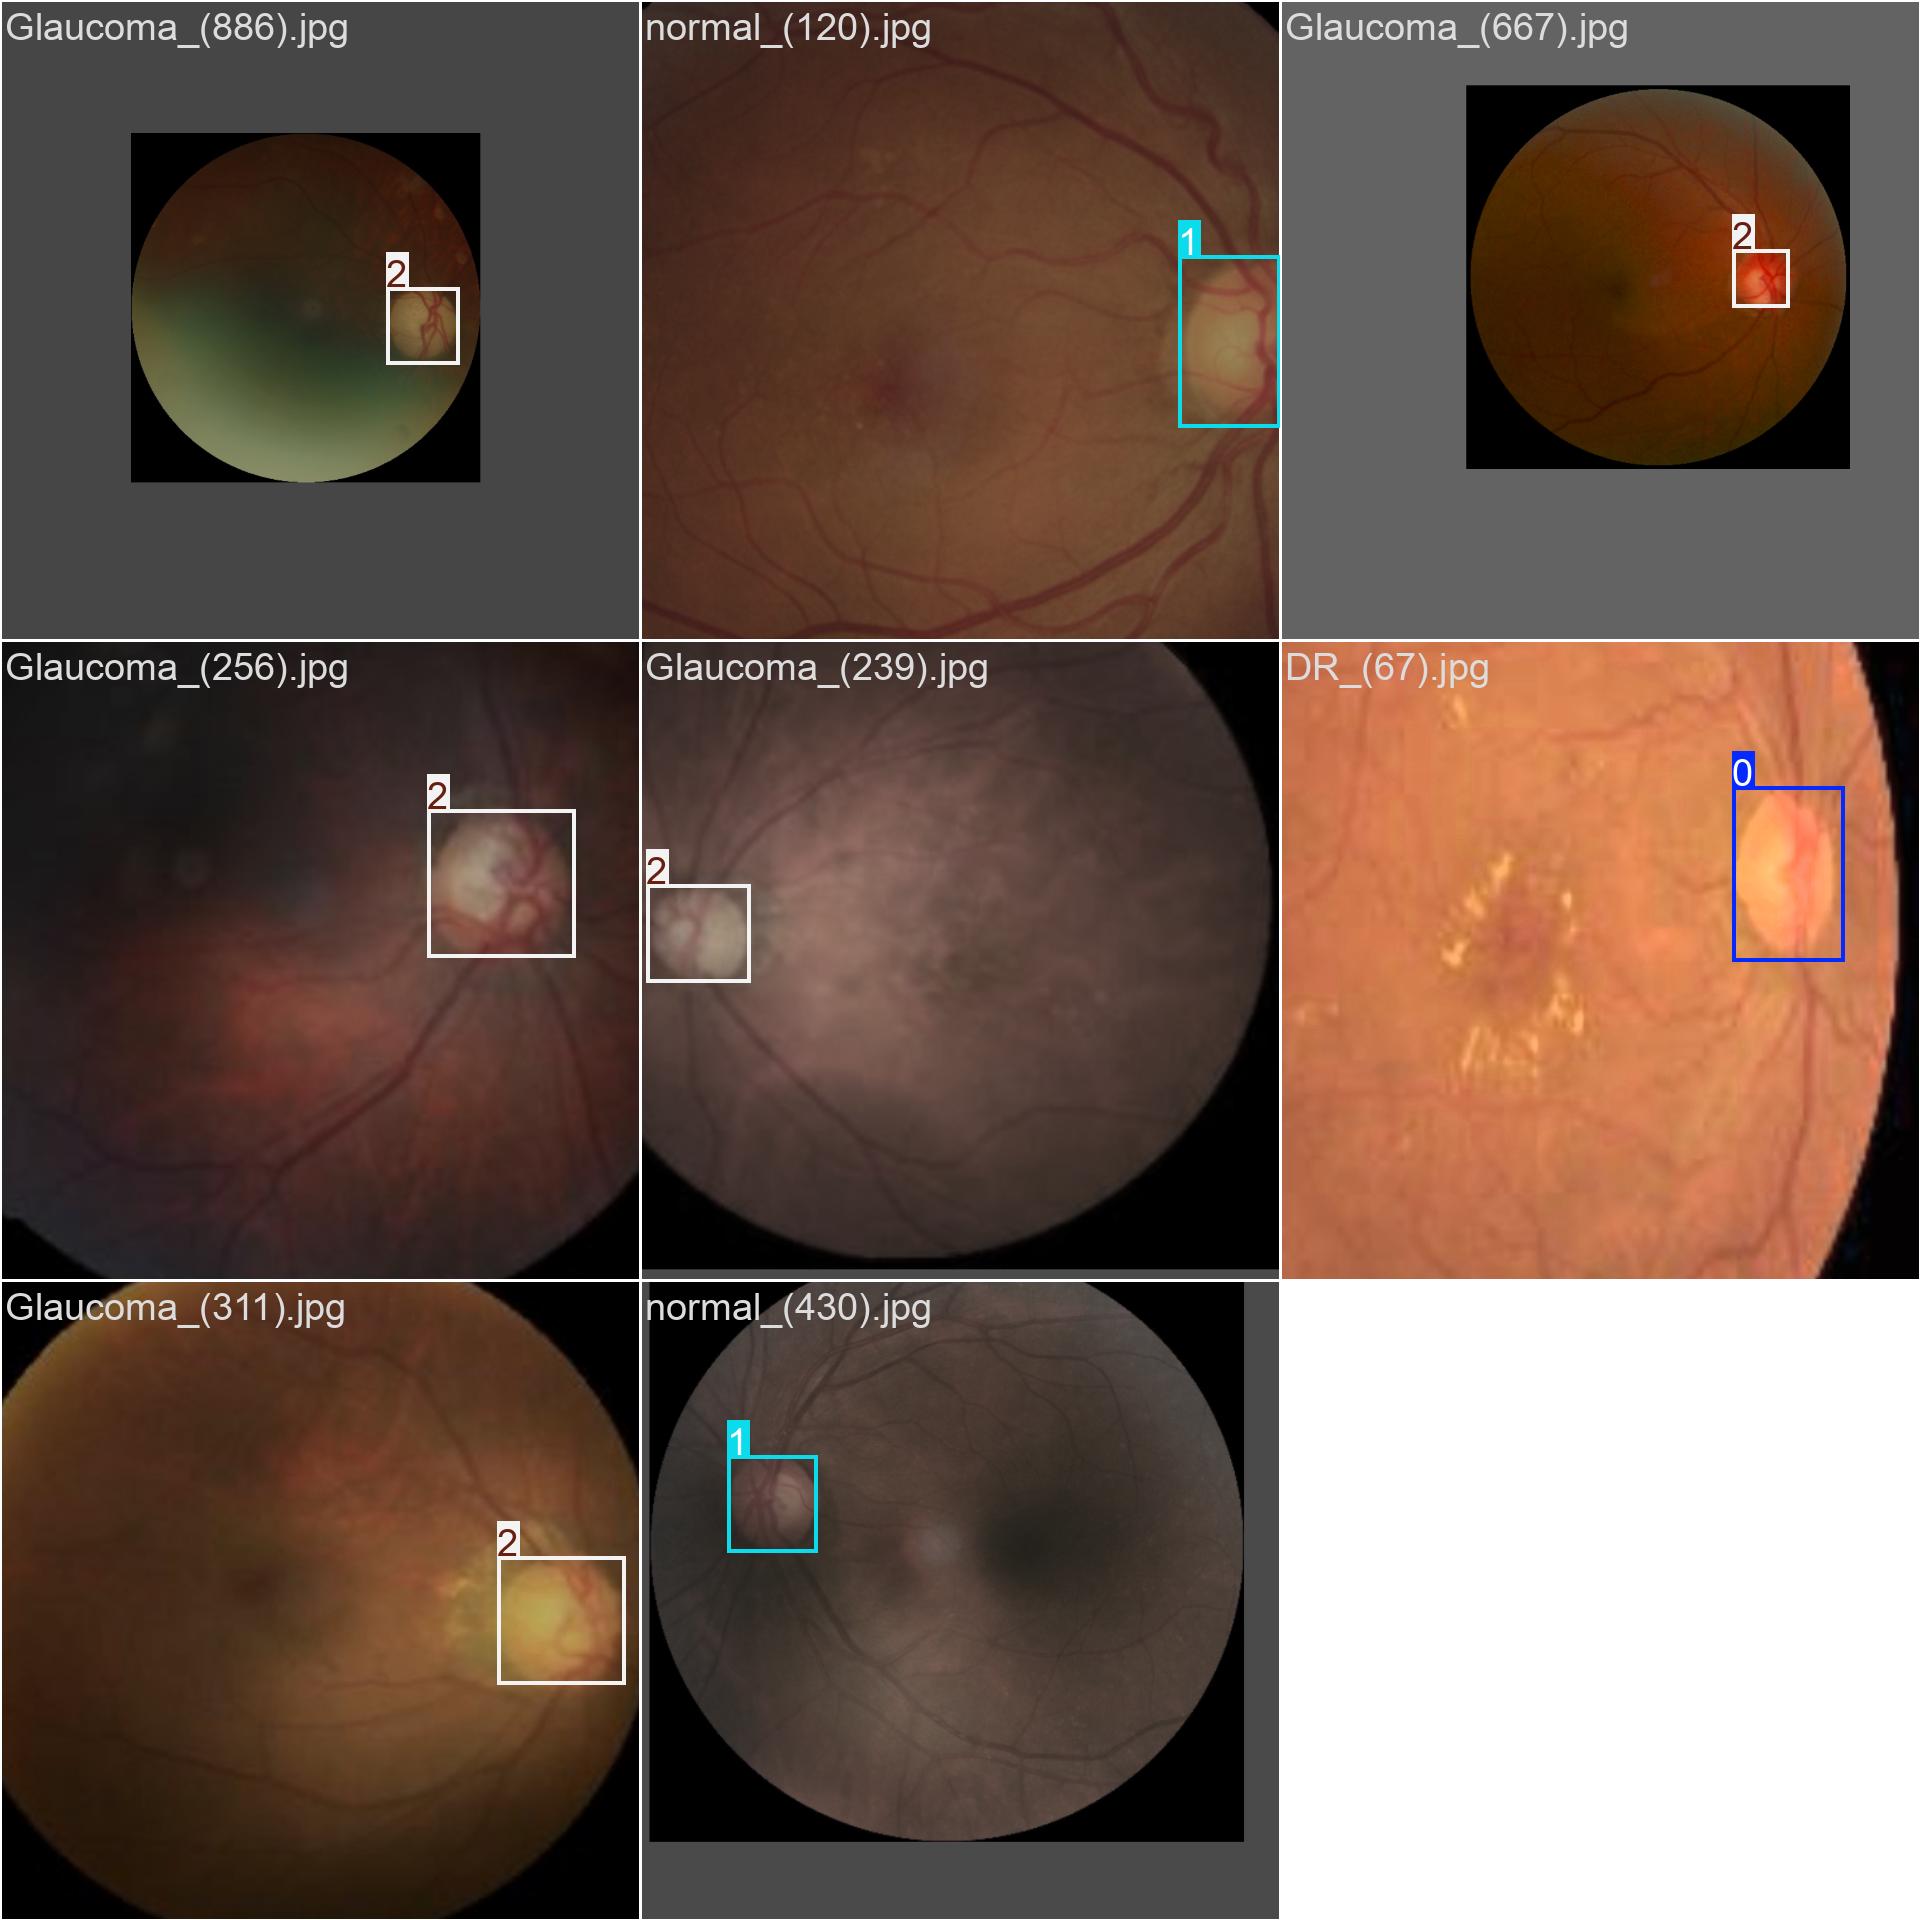 Glaucoma_(886).jpg
2
normal_(120).jpg
1
Glaucoma_(667).jpg
2
Glaucoma_(256).jpg
2
Glaucoma_(239).jpg
2
DR_(67).jpg
0
Glaucoma_(311).jpg
2
normal_(430).jpg
1